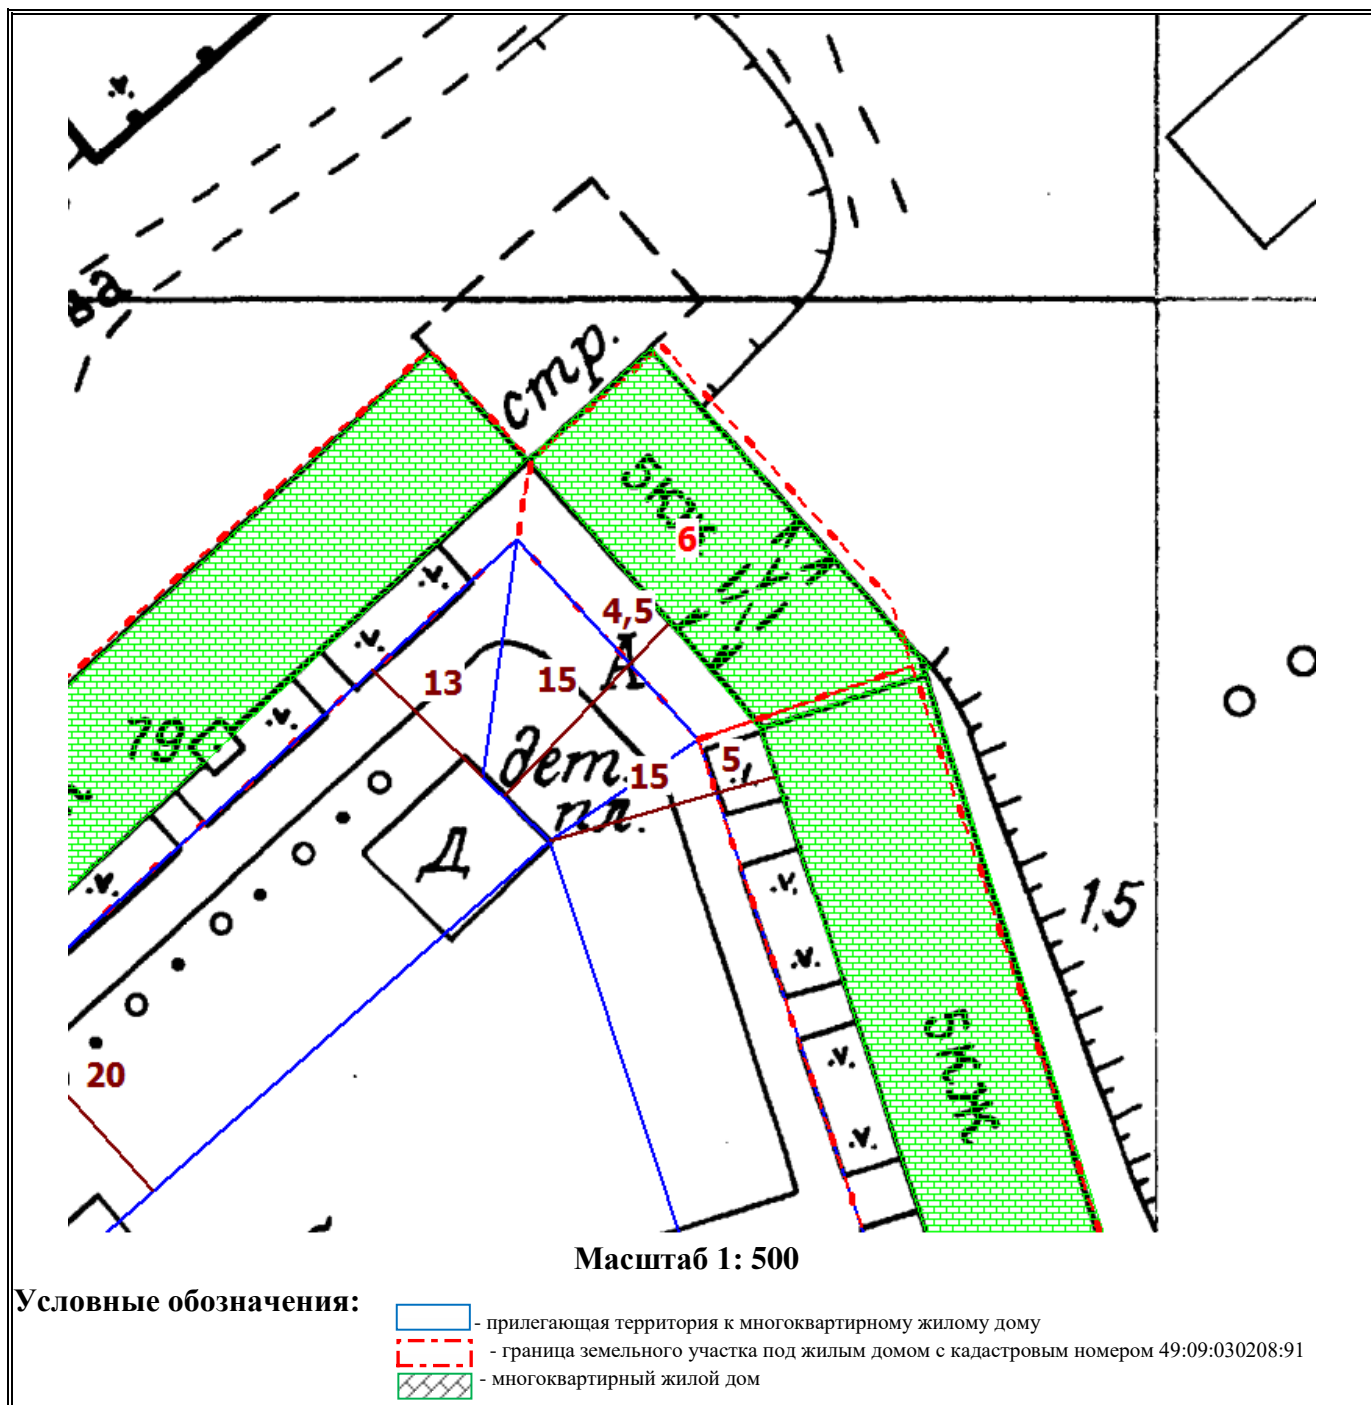 ва
стр.
5КЖ
6
4,5
А
13
15
79
дет.
пл.
15
5
Д
1,5
20
5КЖ
Масштаб 1: 500
Условные обозначения:
- прилегающая территория к многоквартирному жилому дому
- граница земельного участка под жилым домом с кадастровым номером 49:09:030208:91
- многоквартирный жилой дом